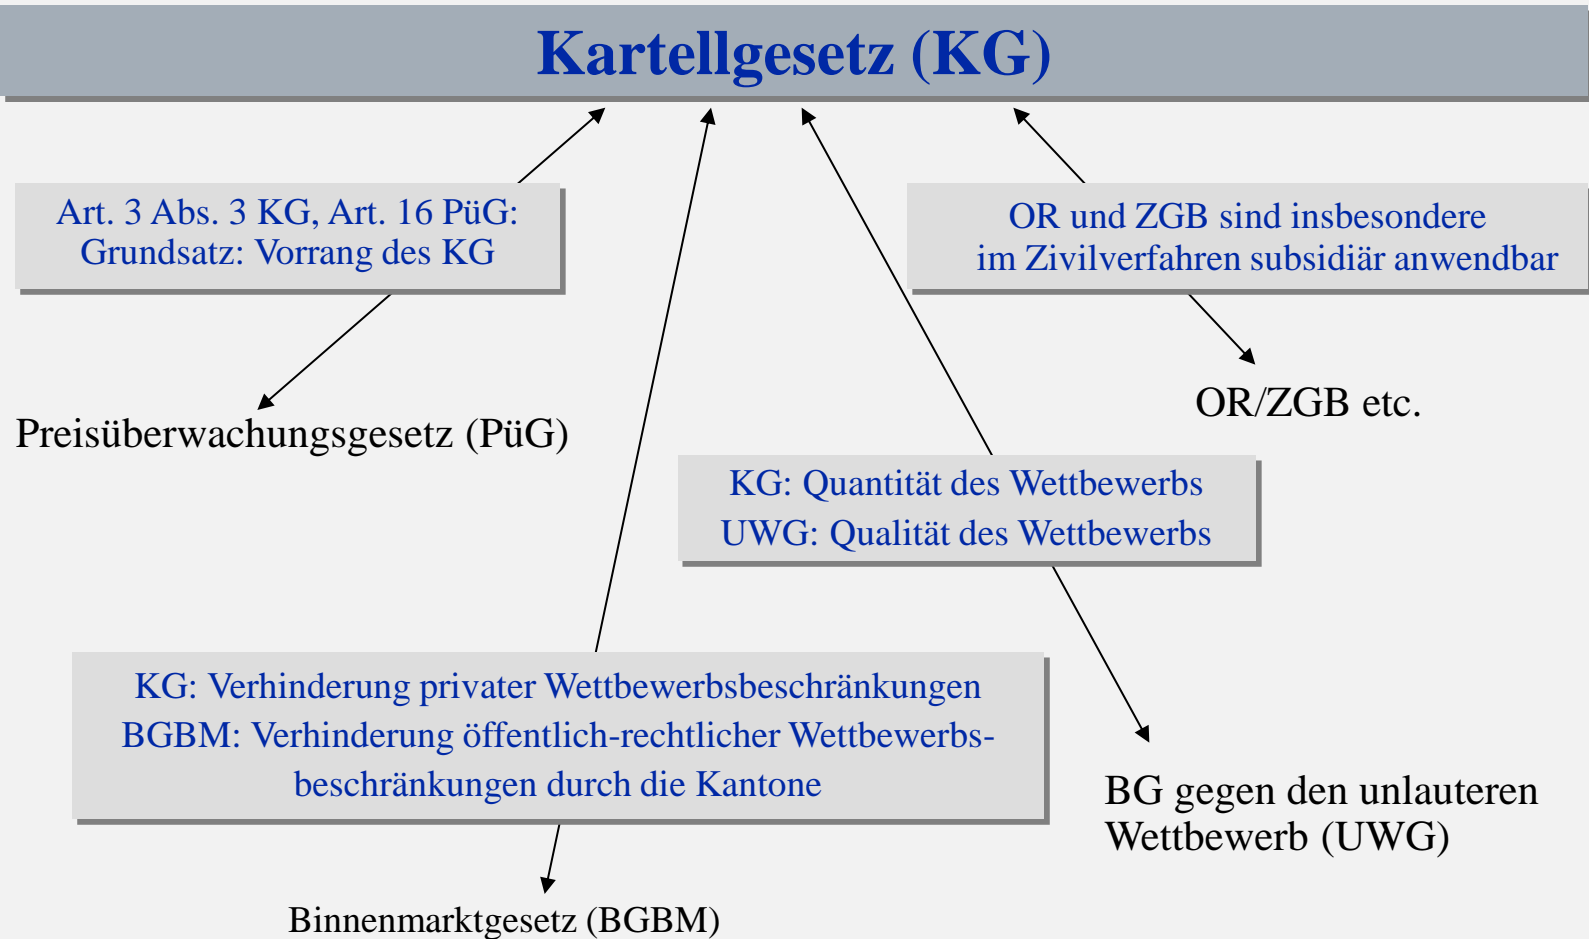 Kartellgesetz (KG)
Art. 3 Abs. 3 KG, Art. 16 PüG:
Grundsatz: Vorrang des KG
OR und ZGB sind insbesondere
im Zivilverfahren subsidiär anwendbar
Preisüberwachungsgesetz (PüG)
OR/ZGB etc.
KG: Quantität des Wettbewerbs
UWG: Qualität des Wettbewerbs
KG: Verhinderung privater Wettbewerbsbeschränkungen
BGBM: Verhinderung öffentlich-rechtlicher Wettbewerbs-
beschränkungen durch die Kantone
BG gegen den unlauteren
Wettbewerb (UWG)
Binnenmarktgesetz (BGBM)